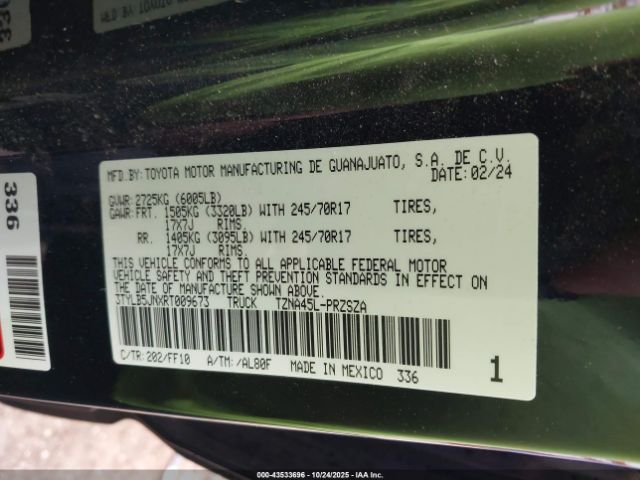 336
MFD.BY:TOYOTA MOTOR MANUFACTURING DE GUANAJUATO, S.A. DE C.V.
DATE:02/24
GVWR:2725KG (6005LB)
GAWR:FRT. 1505KG (3320LB) WITH 245/70R17 TIRES,
17X7J RIMS.
RR. 1405KG (3095LB) WITH 245/70R17 TIRES,
17X7J RIMS.
THIS VEHICLE CONFORMS TO ALL APPLICABLE FEDERAL MOTOR
VEHICLE SAFETY AND THEFT PREVENTION STANDARDS IN EFFECT ON
THE DATE OF MANUFACTURE SHOWN ABOVE.
3TYLB5JNXRT009673 TRUCK TZNA45L-PRZSZA
C/TR:202/FF10 A/TM:/AL80F MADE IN MEXICO 336
1
00-43533696 - 10/24/2025 - IAA Inc.